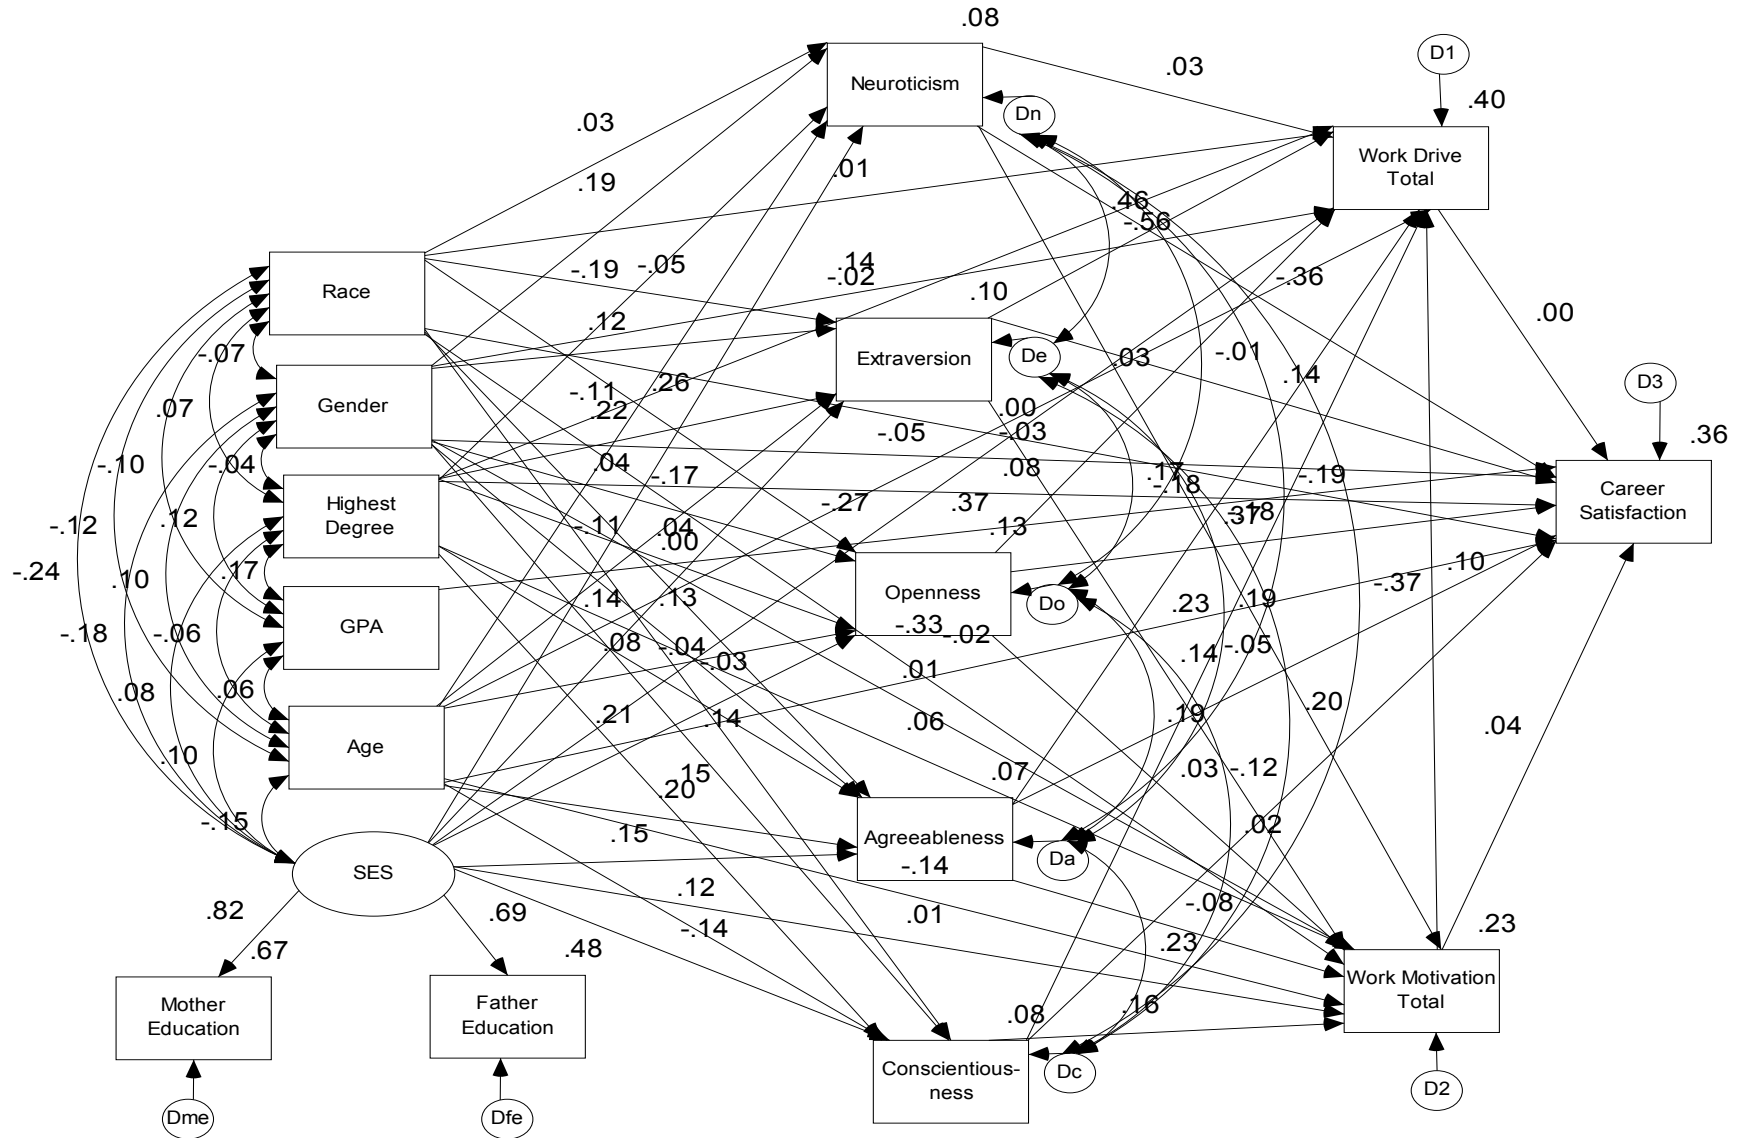 .08
D1
.03
Neuroticism
.40
Dn
.03
Work Drive
Total
.01
.19
.46
-.56
-.19
-.05
.14
-.02
-.36
Race
.10
.00
.12
-.07
Extraversion
De
.03
-.01
D3
.26
.14
-.11
.22
.07
Gender
.00
-.03
-.05
.36
-.10
-.04
.04
-.17
.08
.17
-.18
-.19
Career
Satisfaction
Highest
Degree
-.27
.37
-.12
.12
-.11
.04
.00
.13
.37
-.18
-.24
.10
.17
.10
-.37
Openness
Do
.14
.13
.23
.19
GPA
-.33
-.02
-.18
-.06
.08
-.04
-.03
.14
-.05
.01
.08
.06
.21
.14
.06
.19
.20
.04
Age
.10
.15
.20
.07
.03
-.12
-.15
.15
.02
Agreeableness
Da
-.14
SES
.12
-.14
.01
-.08
.82
.69
.23
.23
.67
.48
Work Motivation
Total
Mother
Education
Father
Education
.08
.16
Conscientious-
ness
Dc
D2
Dme
Dfe